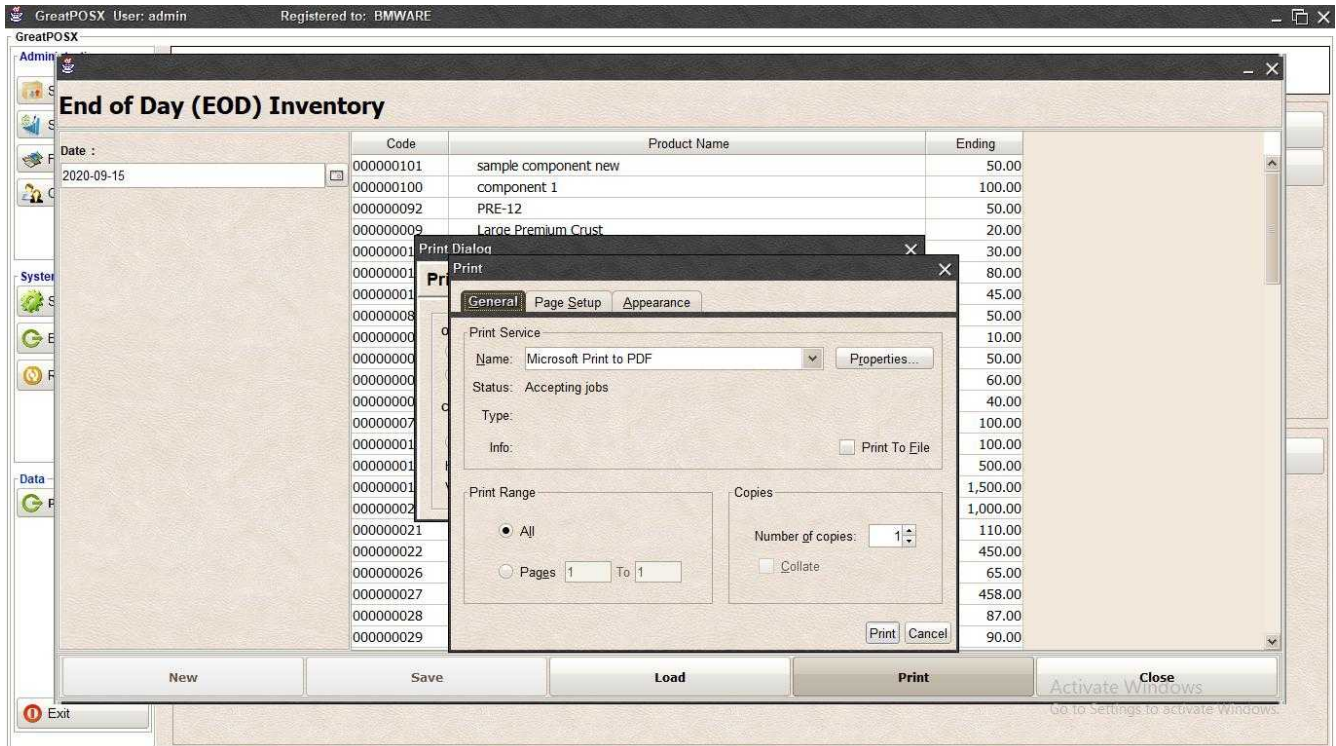 GreatPOSX User: admin Registered to: BMWARE
GreatPOSX
End of Day (EOD) Inventory
Date :
2020-09-15
Code Product Name Ending
000000101 sample component new 50.00
000000100 component 1 100.00
000000092 PRE-12 50.00
000000009 Large Premium Crust 20.00
Print Dialog
30.00
80.00
45.00
50.00
10.00
50.00
60.00
40.00
100.00
100.00
500.00
1,500.00
1,000.00
000000021 110.00
000000022 450.00
000000026 65.00
000000027 458.00
000000028 87.00
000000029 90.00
Print
General Page Setup Appearance
Print Service
Name: Microsoft Print to PDF Properties...
Status: Accepting jobs
Type:
Info: Print To File
Print Range Copies
All Number of copies: 1
Pages 1 To 1 Collate
Print Cancel
New Save Load Print Close
Data
Exit
Activate Windows
Go to Settings to activate Windows.